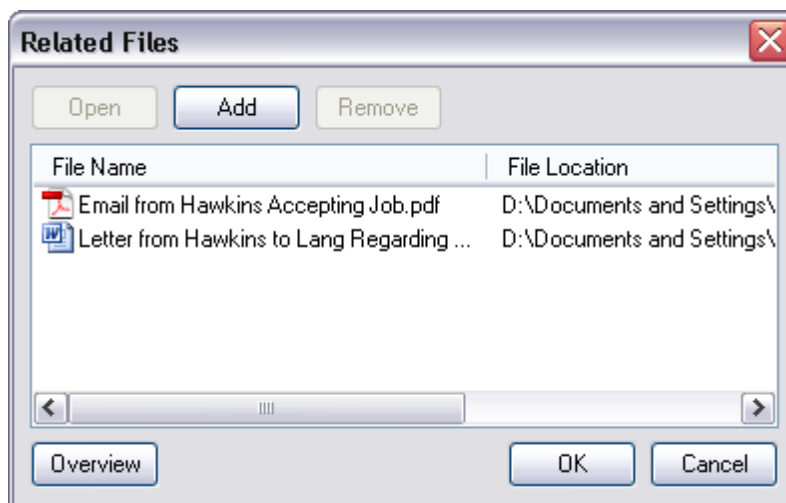 Related Files
Open Add Remove
File Name File Location
Email from Hawkins Accepting Job.pdf D:\Documents and Settings\
Letter from Hawkins to Lang Regarding ... D:\Documents and Settings\
Overview OK Cancel